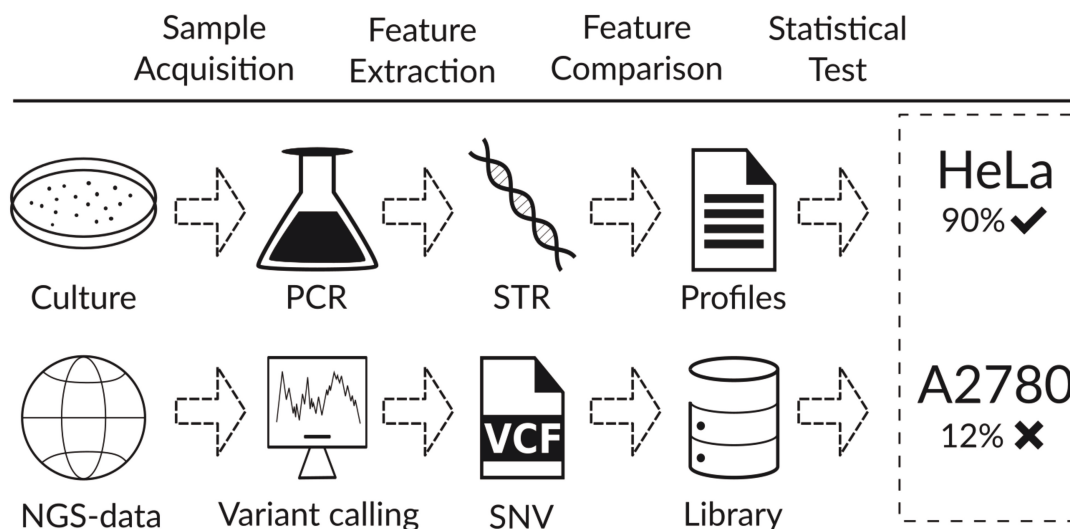 Sample Feature Feature Statistical
Acquisition Extraction Comparison Test
HeLa
90%
Culture PCR STR Profiles
A2780
12%
VCF
NGS-data Variant calling SNV Library